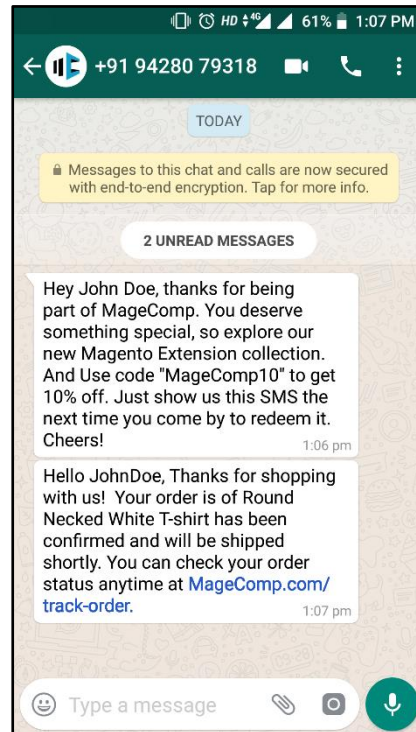 HD 4G 61% 1:07 PM
+91 94280 79318
TODAY
Messages to this chat and calls are now secured
with end-to-end encryption. Tap for more info.
2 UNREAD MESSAGES
Hey John Doe, thanks for being
part of MageComp. You deserve
something special, so explore our
new Magento Extension collection.
And Use code "MageComp10" to get
10% off. Just show us this SMS the
next time you come by to redeem it.
Cheers!
1:06 pm
Hello JohnDoe, Thanks for shopping
with us!  Your order is of Round
Necked White T-shirt has been
confirmed and will be shipped
shortly. You can check your order
status anytime at MageComp.com/
track-order.
1:07 pm
Type a message